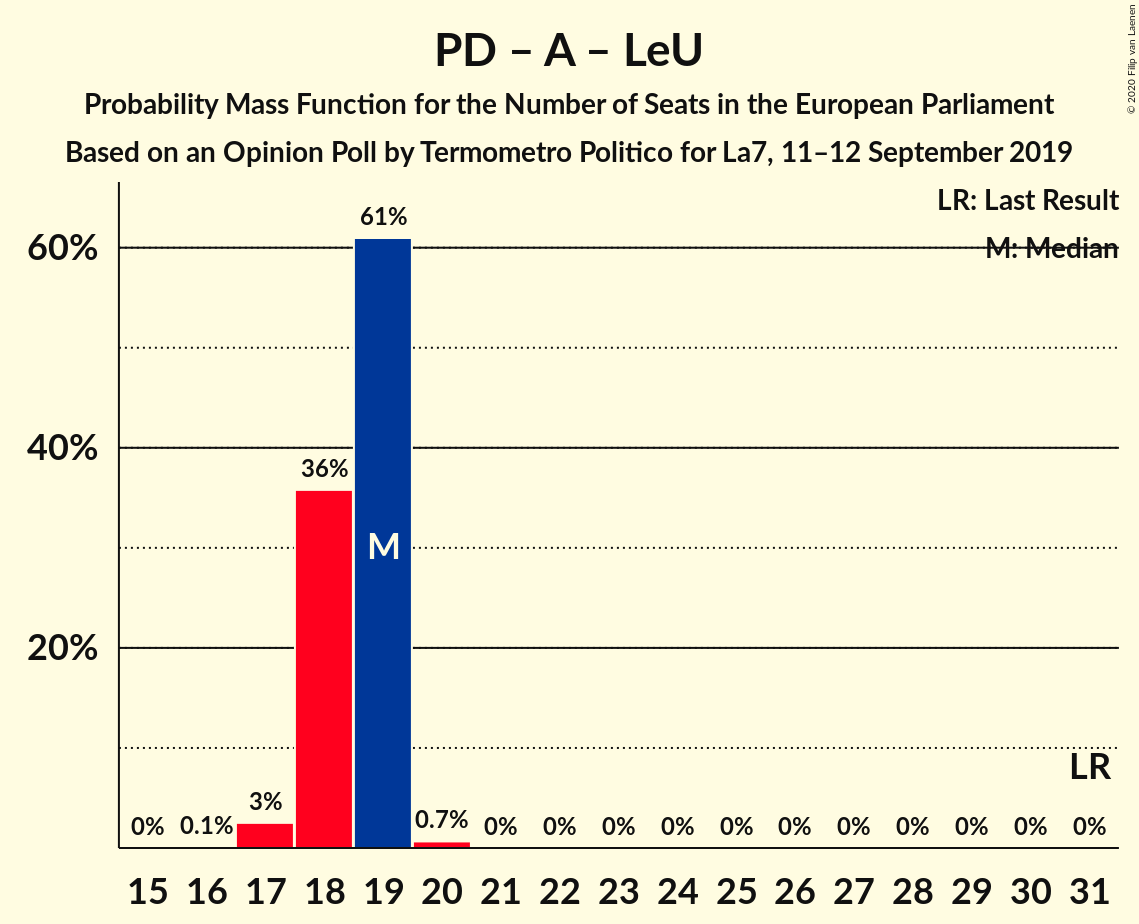 PD – A – LeU
Probability Mass Function for the Number of Seats in the European Parliament
Based on an Opinion Poll by Termometro Politico for La7, 11–12 September 2019
© 2020 Filip van Laenen
LR: Last Result
M: Median
60%
40%
20%
0% 0.1% 3% 36% 61% 0.7% 0% 0% 0% 0% 0% 0% 0% 0% 0% 0% 0%
M
LR
15 16 17 18 19 20 21 22 23 24 25 26 27 28 29 30 31